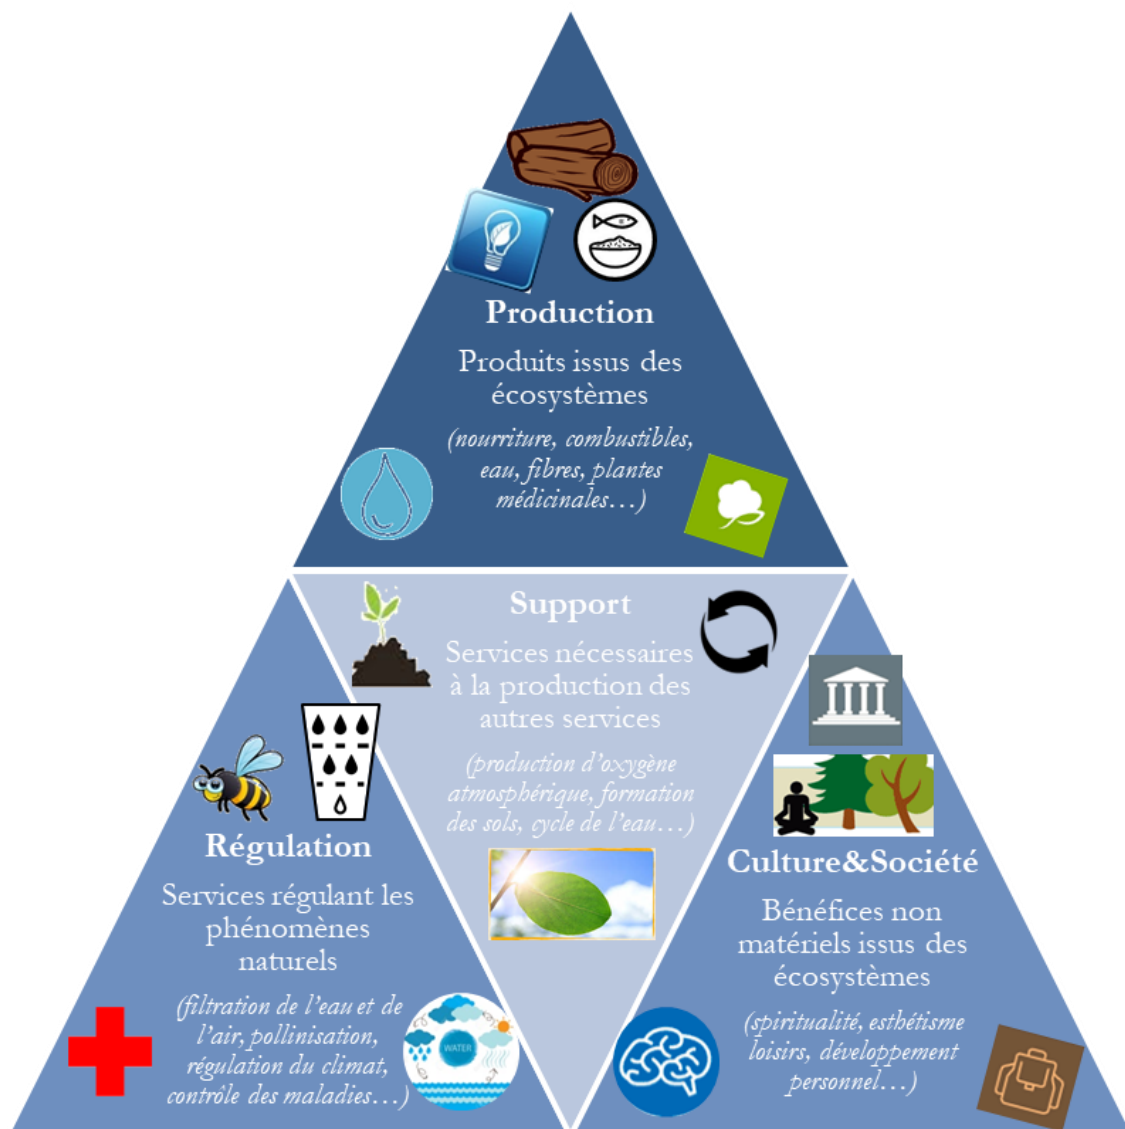 Production
Produits issus des
écosystèmes
(nourriture, combustibles,
eau, fibres, plantes
médicinales…)
Support
Services nécessaires
à la production des
autres services
(production d’oxygène
atmosphérique, formation
des sols, cycle de l’eau…)
Régulation
Services régulant les
phénomènes
naturels
(filtration de l’eau et de
l’air, pollinisation,
régulation du climat,
contrôle des maladies…)
WATER
Culture&Société
Bénéfices non
matériels issus des
écosystèmes
(spiritualité, esthétisme
loisirs, développement
personnel…)